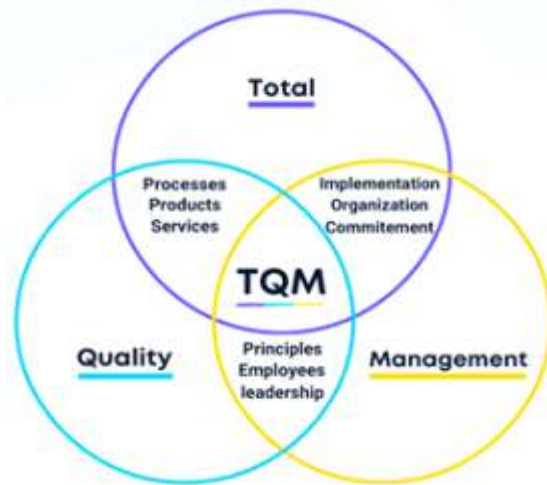 Total
Processes
Products
Services
Implementation
Organization
Commitement
TQM
Quality
Principles
Employees
leadership
Management